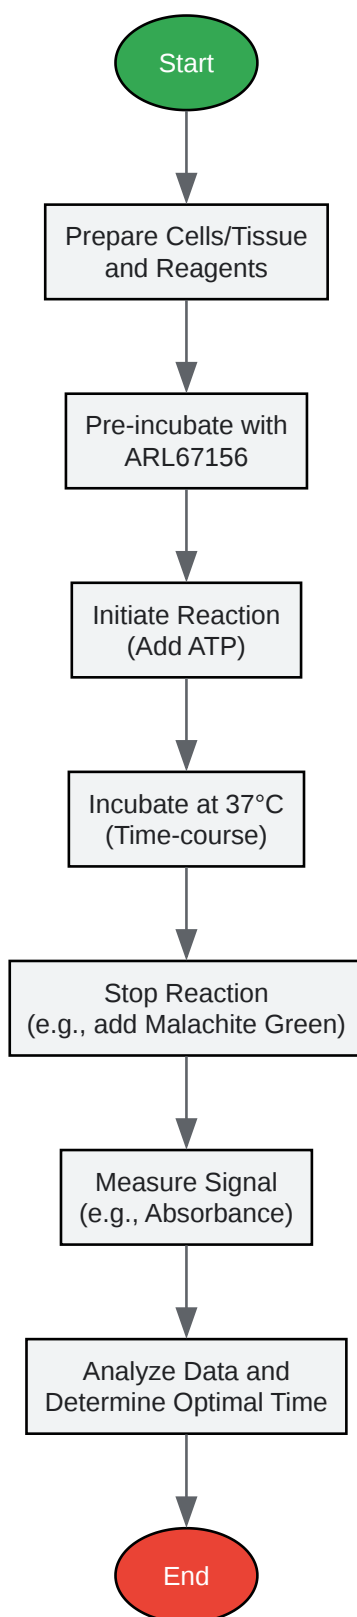 Start
Prepare Cells/Tissue
and Reagents
Pre-incubate with
ARL67156
Initiate Reaction
(Add ATP)
Incubate at 37°C
(Time-course)
Stop Reaction
(e.g., add Malachite Green)
Measure Signal
(e.g., Absorbance)
Analyze Data and
Determine Optimal Time
End